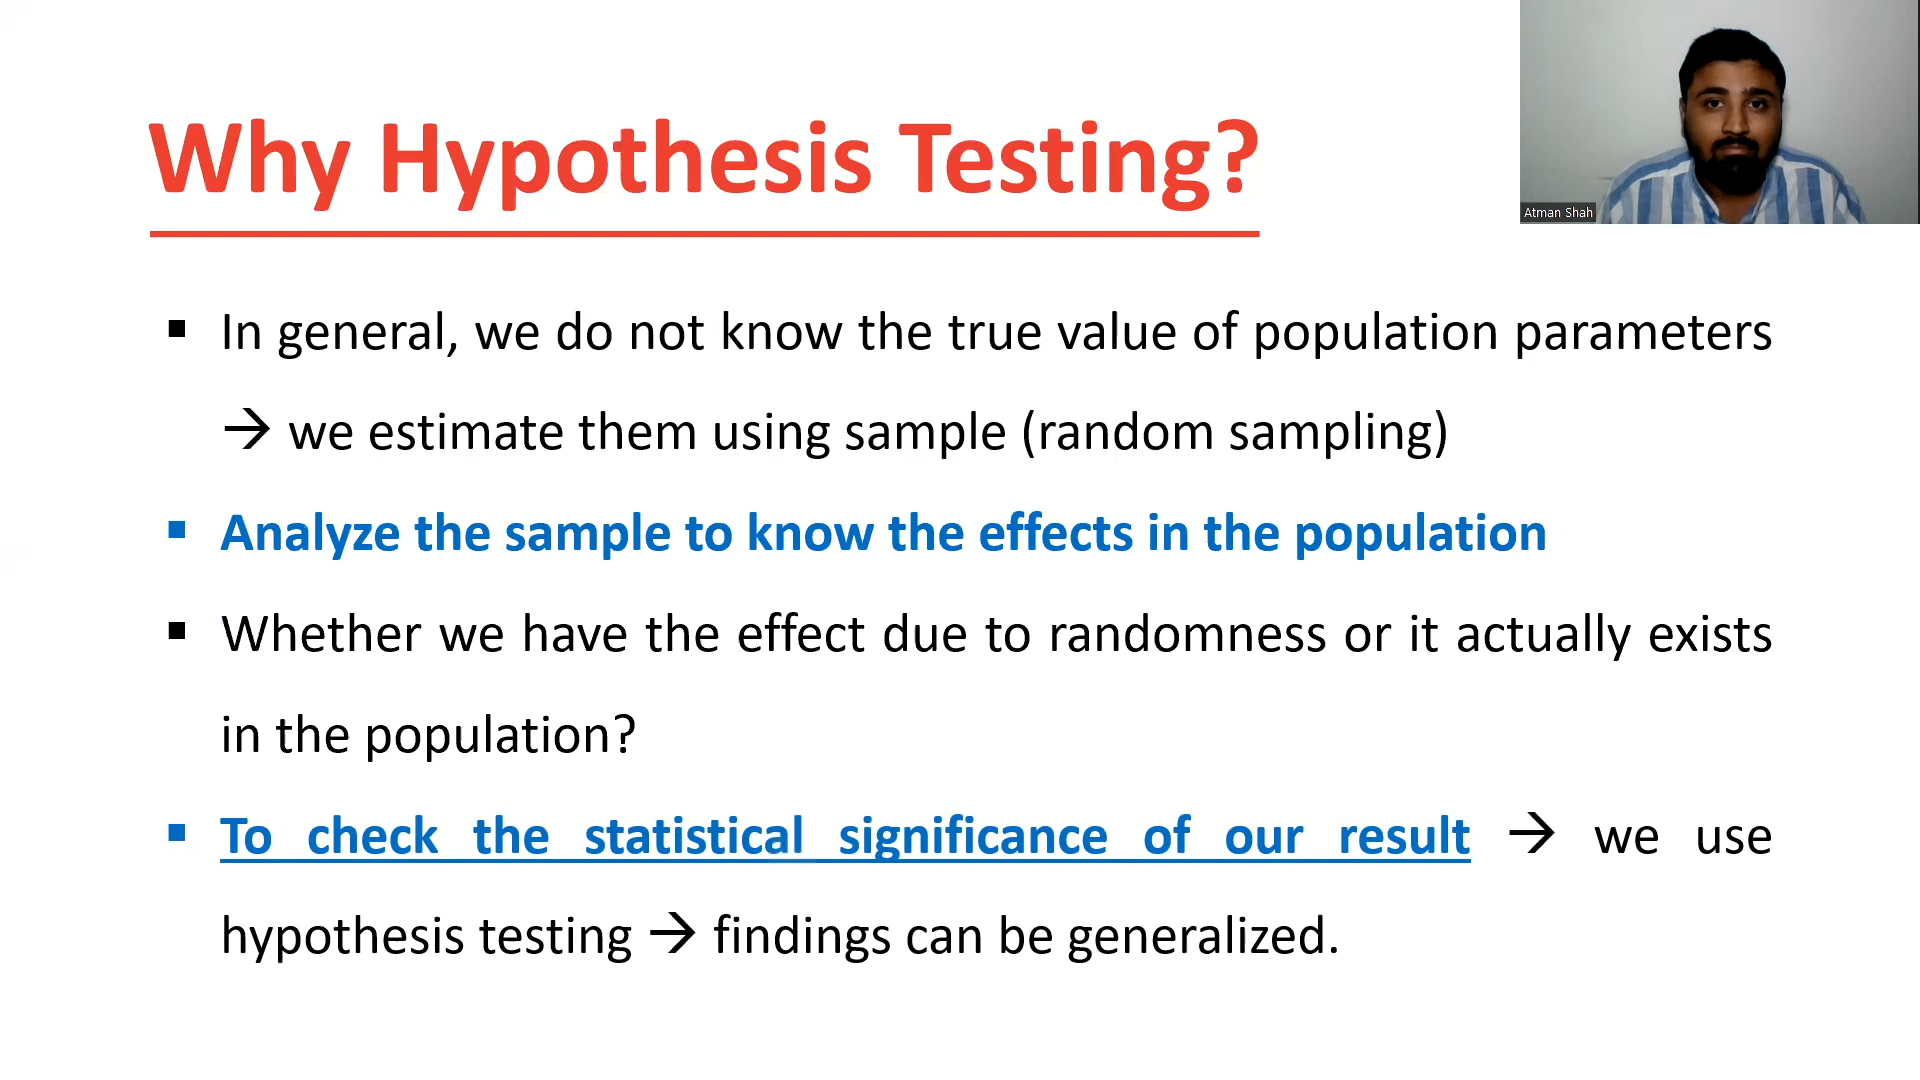 Why Hypothesis Testing?
Atman Shah
▪ In general, we do not know the true value of population parameters
→ we estimate them using sample (random sampling)
▪ Analyze the sample to know the effects in the population
▪ Whether we have the effect due to randomness or it actually exists
in the population?
▪ To check the statistical significance of our result → we use
hypothesis testing → findings can be generalized.